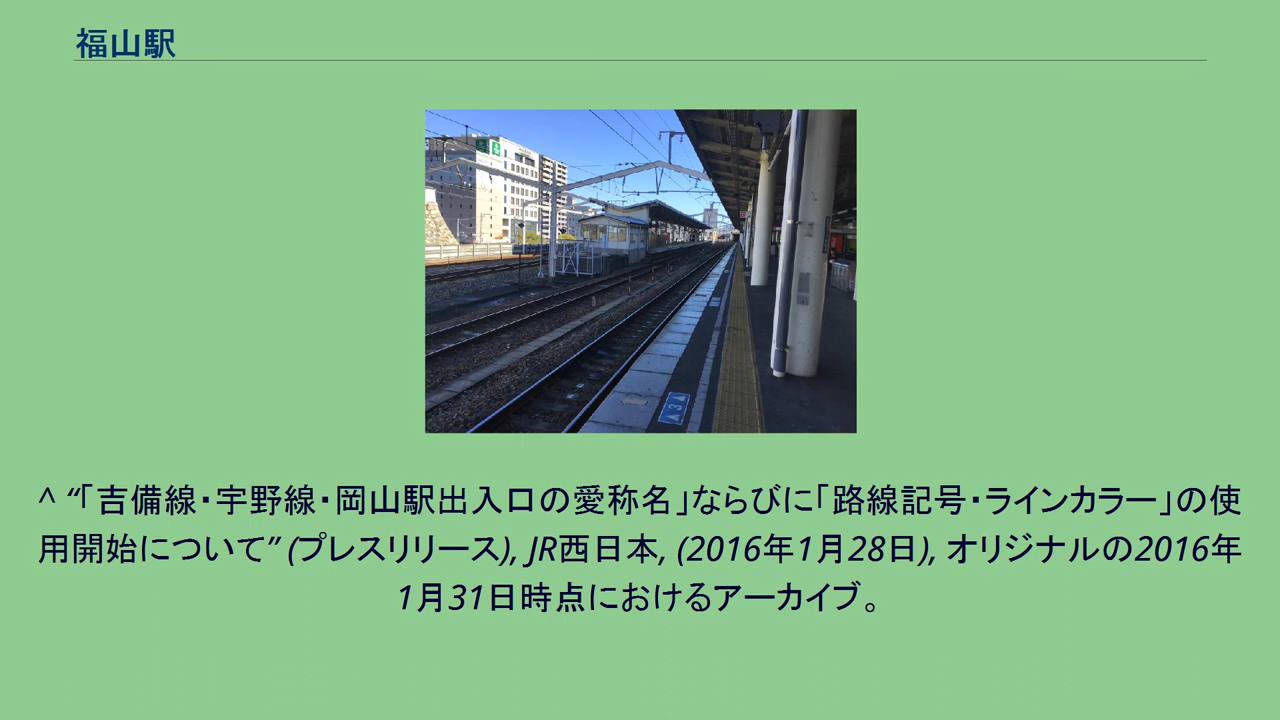 福山駅
▲3▲
^ “「吉備線・宇野線・岡山駅出入口の愛称名」ならびに「路線記号・ラインカラー」の使
用開始について” (プレスリリース), JR西日本, (2016年1月28日), オリジナルの2016年
1月31日時点におけるアーカイブ。